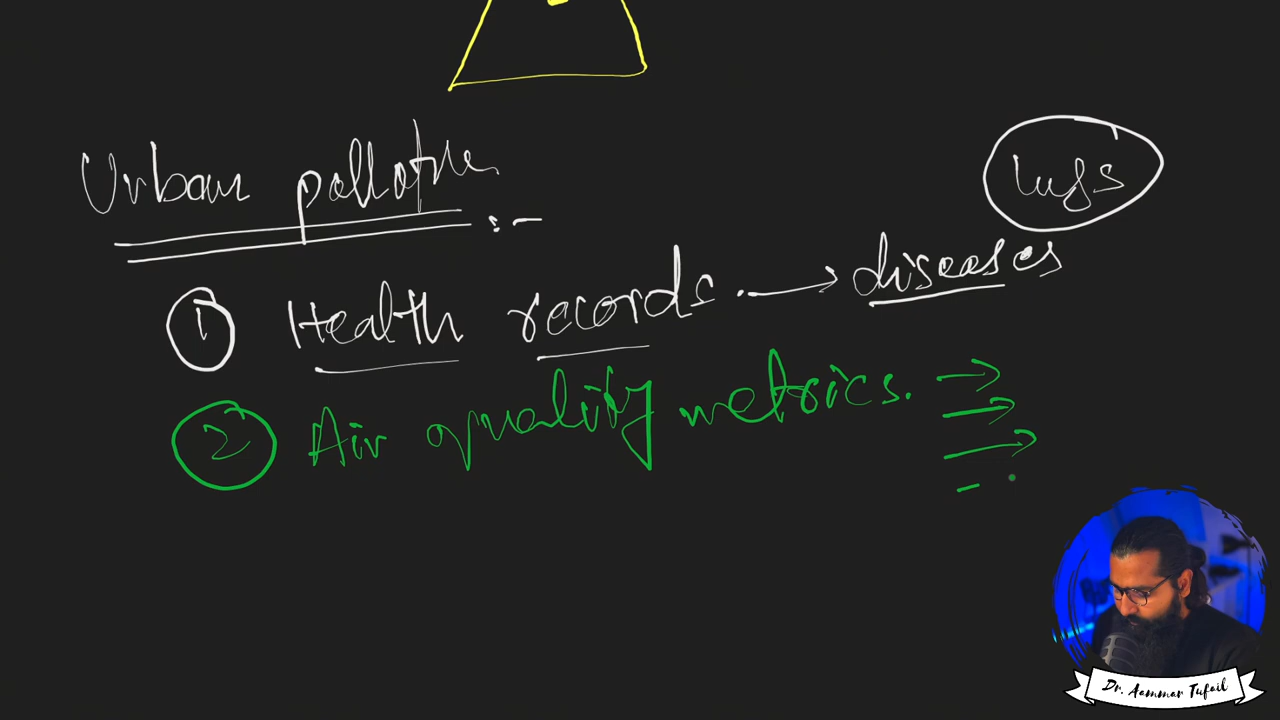 Urban pollution :-
lungs
① Health records. → diseases
② Air quality metrics. →
Dr. Aammar Tufail